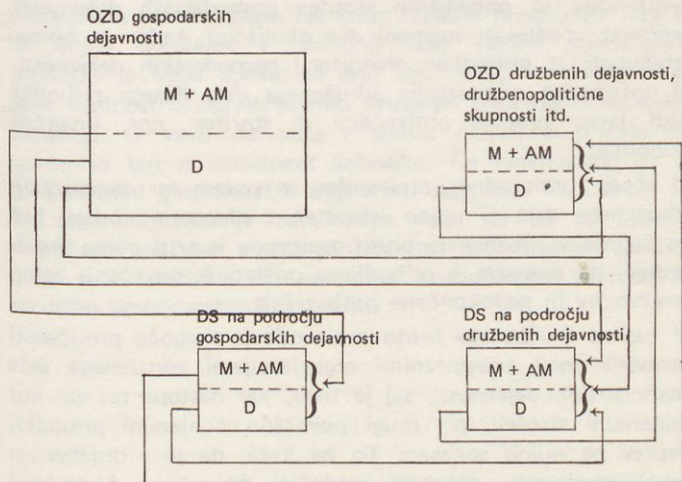 OZD gospodarskih
dejavnosti
M + AM
D
OZD družbenih dejavnosti,
družbenopolitične
skupnosti itd.
M + AM
DS na področju
gospodarskih dejavnosti
M + AM
D
DS na področju
družbenih dejavnosti
M + AM
D